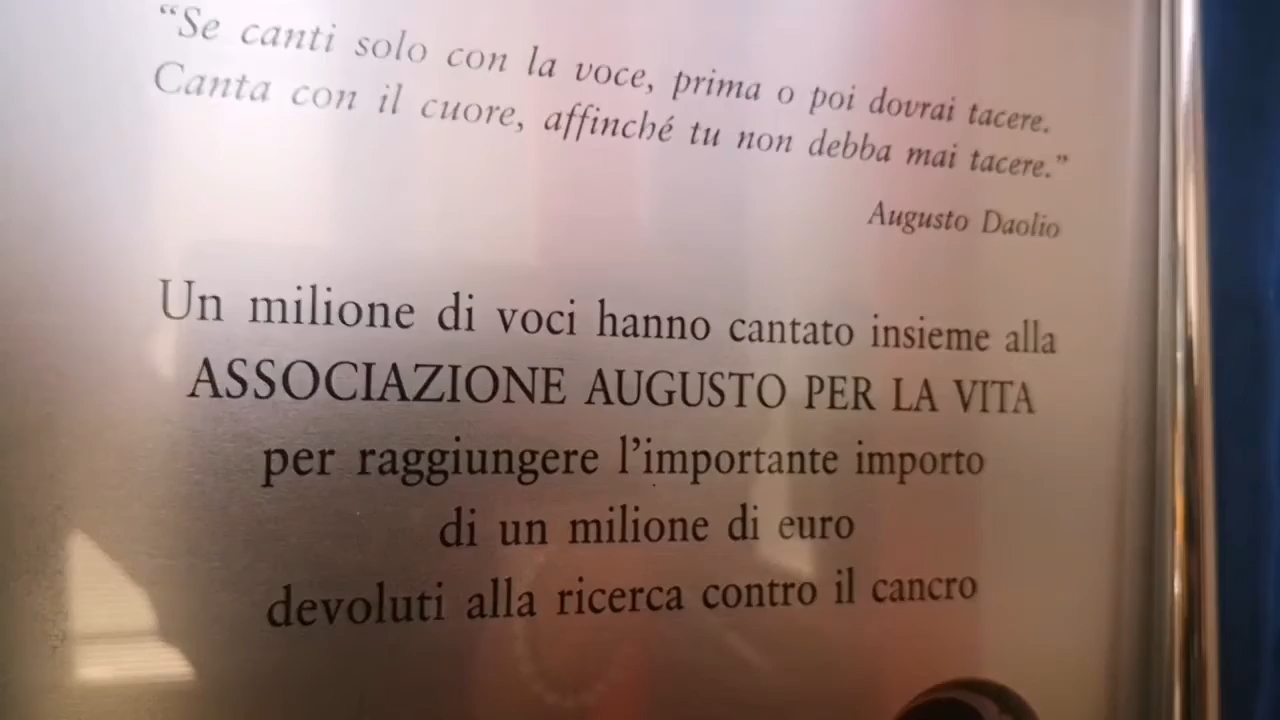 “Se canti solo con la voce, prima o poi dovrai tacere.
Canta con il cuore, affinché tu non debba mai tacere.”
Augusto Daolio
Un milione di voci hanno cantato insieme alla
ASSOCIAZIONE AUGUSTO PER LA VITA
per raggiungere l’importante importo
di un milione di euro
devoluti alla ricerca contro il cancro